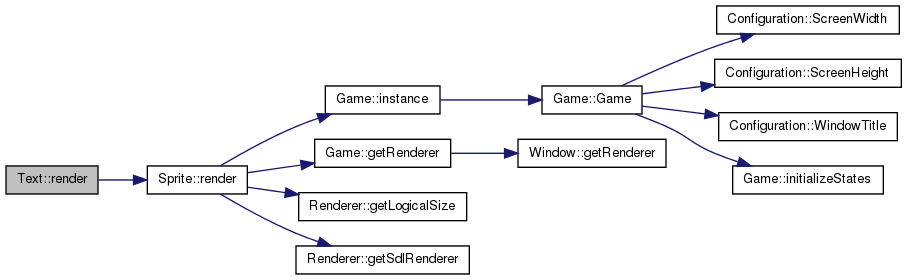 Text::render
Sprite::render
Game::instance
Game::getRenderer
Renderer::getLogicalSize
Renderer::getSdlRenderer
Game::Game
Window::getRenderer
Configuration::ScreenWidth
Configuration::ScreenHeight
Configuration::WindowTitle
Game::initializeStates